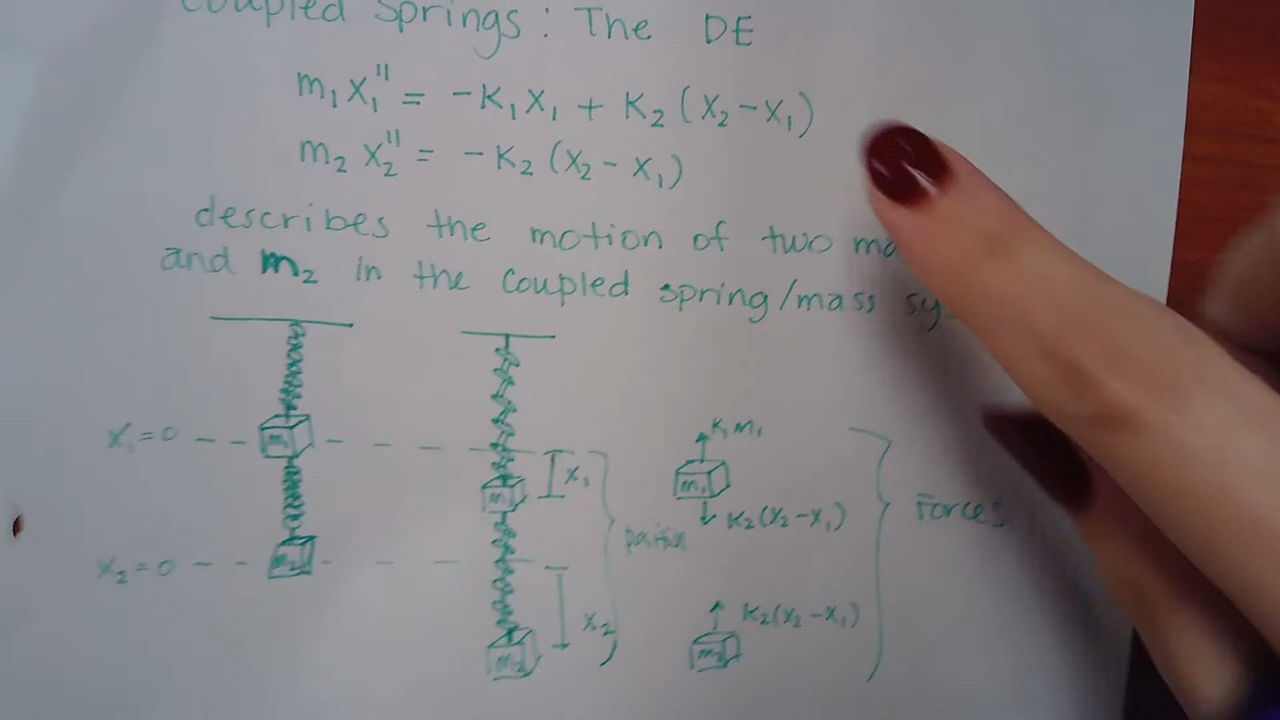 Coupled Springs: The DE
m₁x₁'' = -K₁x₁ + K₂(x₂-x₁)
m₂x₂'' = -K₂(x₂-x₁)
describes the motion of two
and m₂ in the coupled spring/mass
x₁=0
m₁
x₂=0
m₂
m₁
x₁
m₂
x₂
position
K₁m₁
m₁
K₂(x₂-x₁)
K₂(x₂-x₁)
m₂
Forces